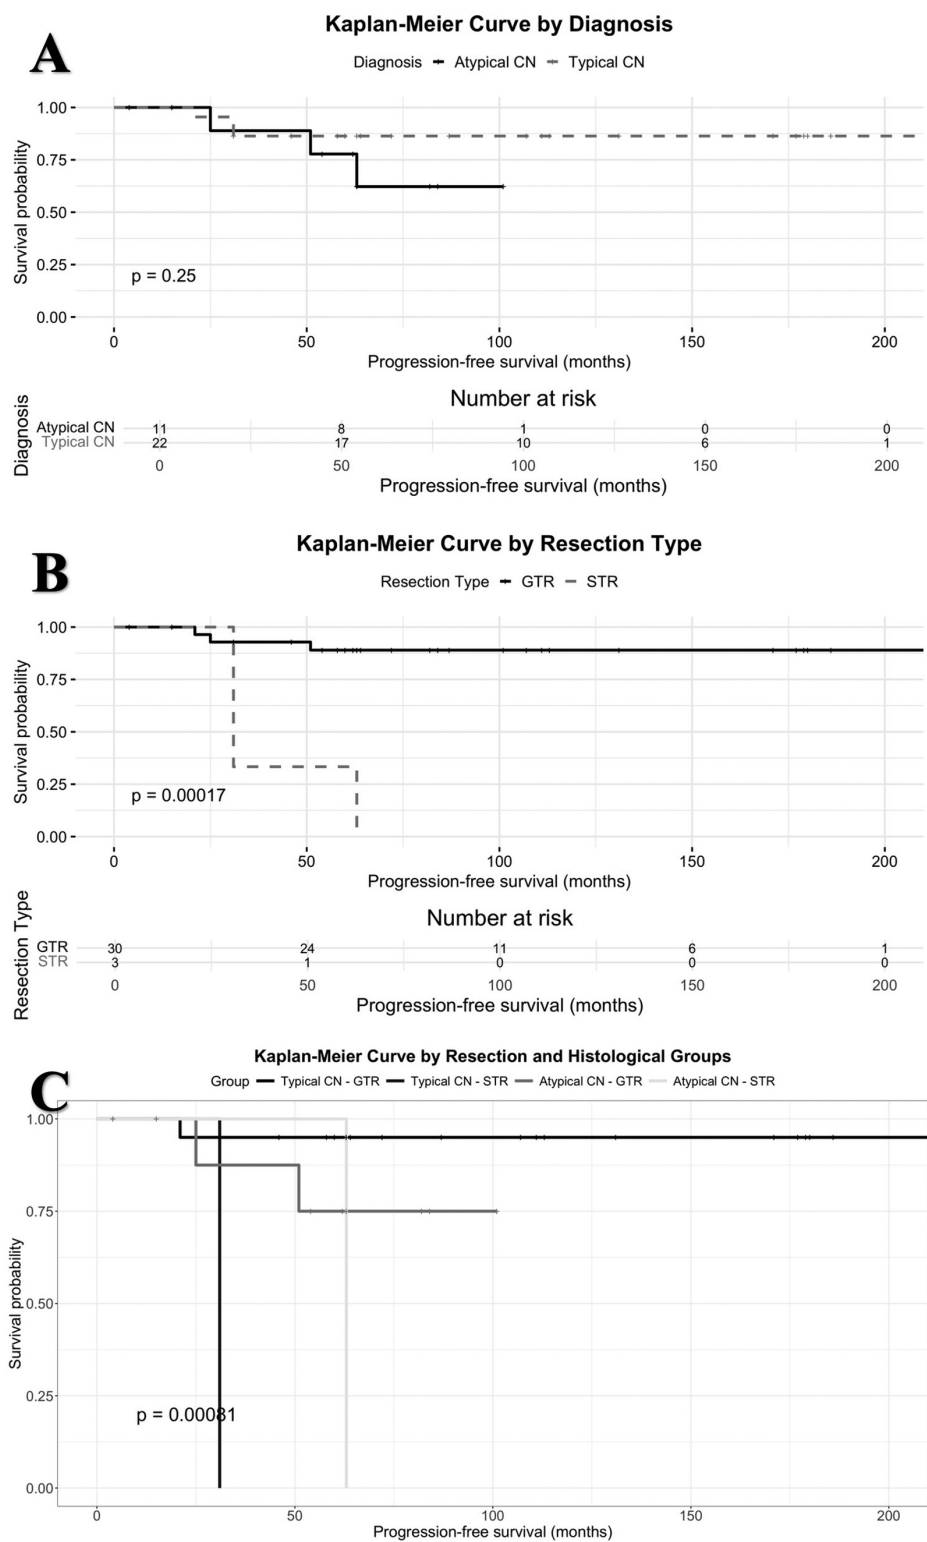 A
Kaplan-Meier Curve by Diagnosis
Diagnosis Atypical CN Typical CN
Survival probability
1.00
0.75
0.50
0.25
0.00
p = 0.25
0 50 100 150 200
Progression-free survival (months)
Number at risk
Diagnosis
Atypical CN 11 8 1 0 0
Typical CN 22 17 10 6 1
0 50 100 150 200
Progression-free survival (months)
B
Kaplan-Meier Curve by Resection Type
Resection Type GTR STR
Survival probability
1.00
0.75
0.50
0.25
0.00
p = 0.00017
0 50 100 150 200
Progression-free survival (months)
Number at risk
Resection Type
GTR 30 24 11 6 1
STR 3 1 0 0 0
0 50 100 150 200
Progression-free survival (months)
C
Kaplan-Meier Curve by Resection and Histological Groups
Group Typical CN - GTR Typical CN - STR Atypical CN - GTR Atypical CN - STR
Survival probability
1.00
0.75
0.50
0.25
0.00
p = 0.00081
0 50 100 150 200
Progression-free survival (months)